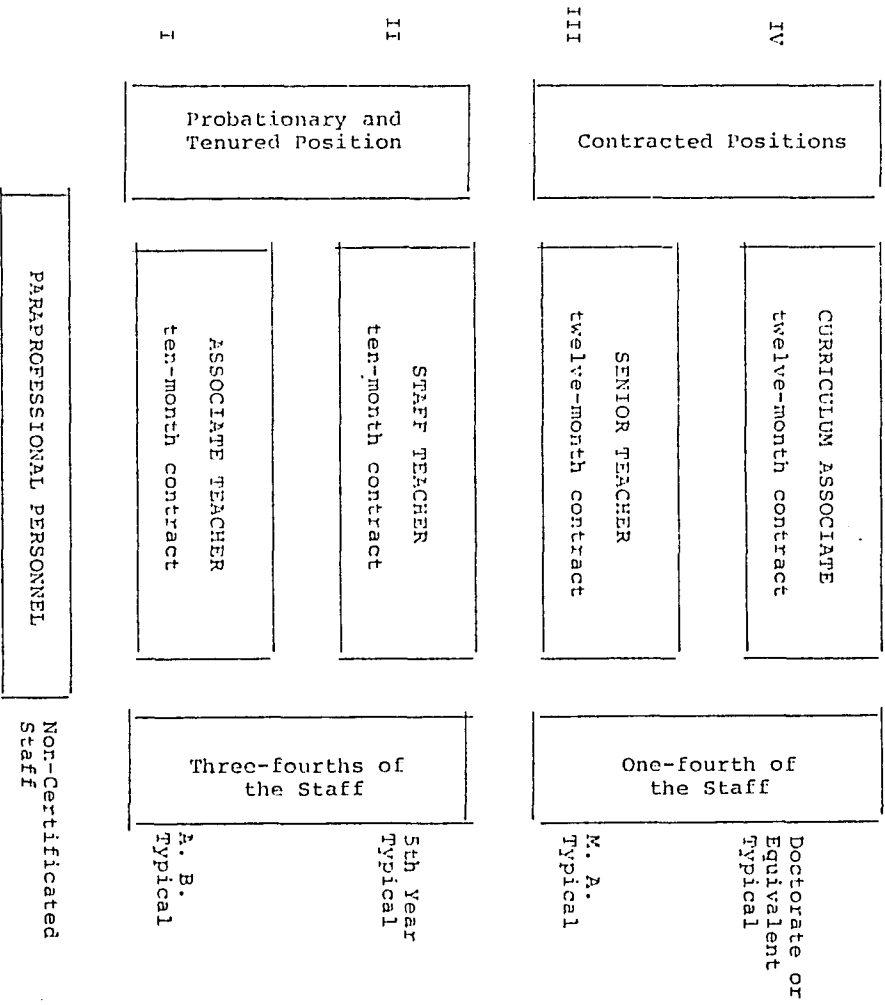 IV
CURRICULUM ASSOCIATE
twelve-month contract
Doctorate or
Equivalent
Typical
Contracted Positions
One-fourth of
the Staff
III
SENIOR TEACHER
twelve-month contract
M. A.
Typical
II
STAFF TEACHER
ten-month contract
5th Year
Typical
Probationary and
Tenured Position
Three-fourths of
the Staff
I
ASSOCIATE TEACHER
ten-month contract
A. B.
Typical
PARAPROFESSIONAL PERSONNEL
Non-Certificated
Staff